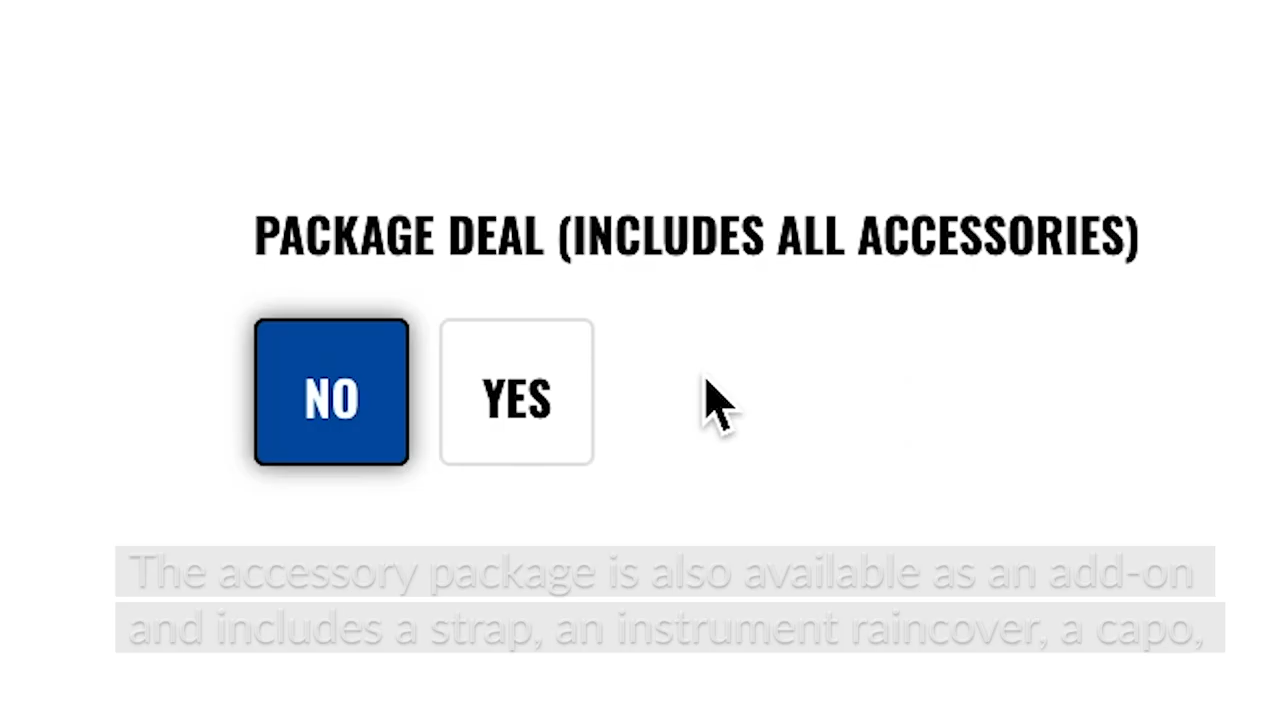 PACKAGE DEAL (INCLUDES ALL ACCESSORIES)
NO YES
The accessory package is also available as an add-on
and includes a strap, an instrument raincover, a capo,